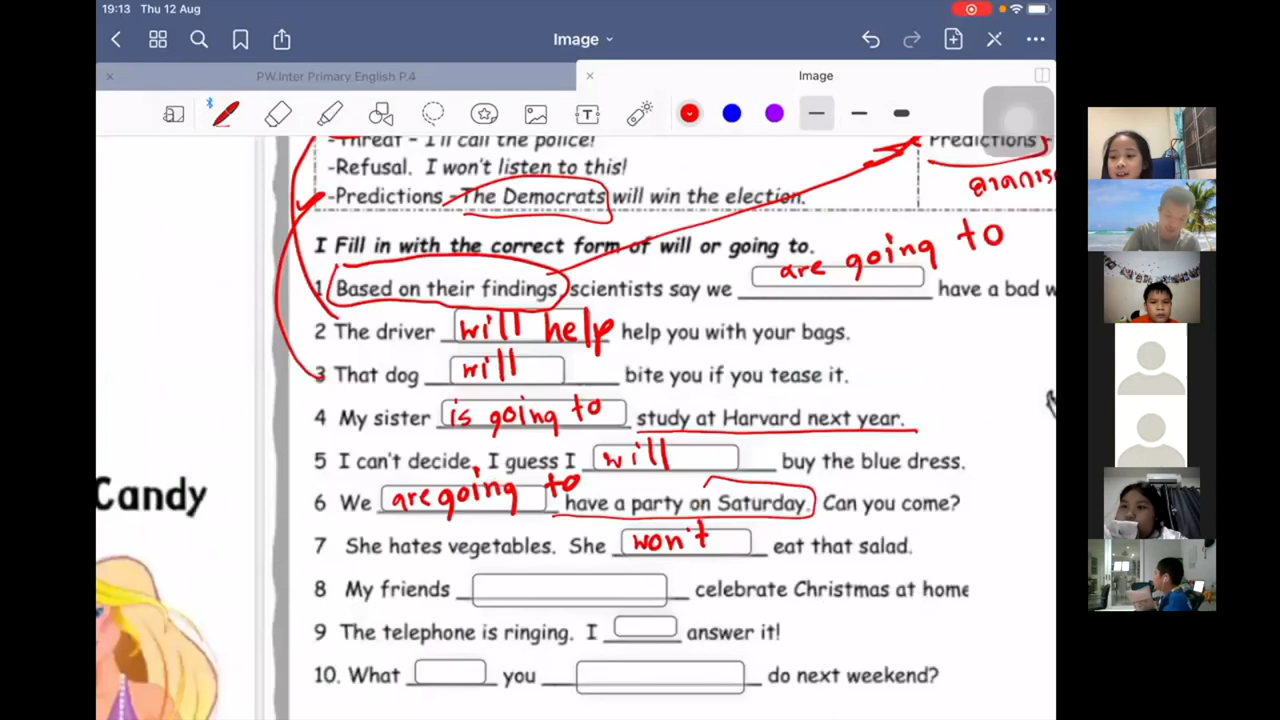 19:13 Thu 12 Aug
Image
PW.Inter Primary English P.4
Image
-Threat - I'll call the police!
-Refusal. I won't listen to this!
-Predictions -The Democrats will win the election.
Predictions
I Fill in with the correct form of will or going to.
1 Based on their findings, scientists say we are going to have a bad w
2 The driver will help help you with your bags.
3 That dog will bite you if you tease it.
4 My sister is going to study at Harvard next year.
5 I can't decide, I guess I will buy the blue dress.
6 We are going to have a party on Saturday. Can you come?
7 She hates vegetables. She won't eat that salad.
8 My friends celebrate Christmas at home
9 The telephone is ringing. I answer it!
10. What you do next weekend?
Candy